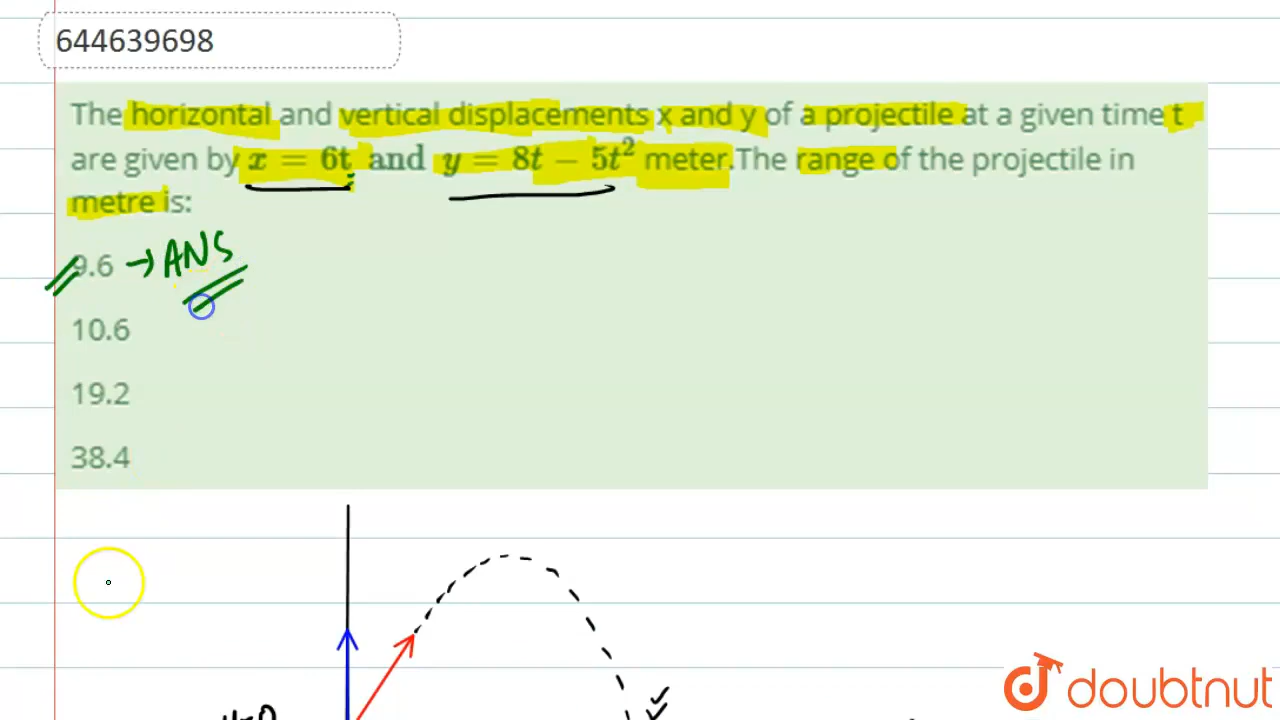 644639698
The horizontal and vertical displacements x and y of a projectile at a given time t
are given by x = 6t and y = 8t − 5t² meter.The range of the projectile in
metre is:
9.6 → ANS
10.6
19.2
38.4
doubtnut